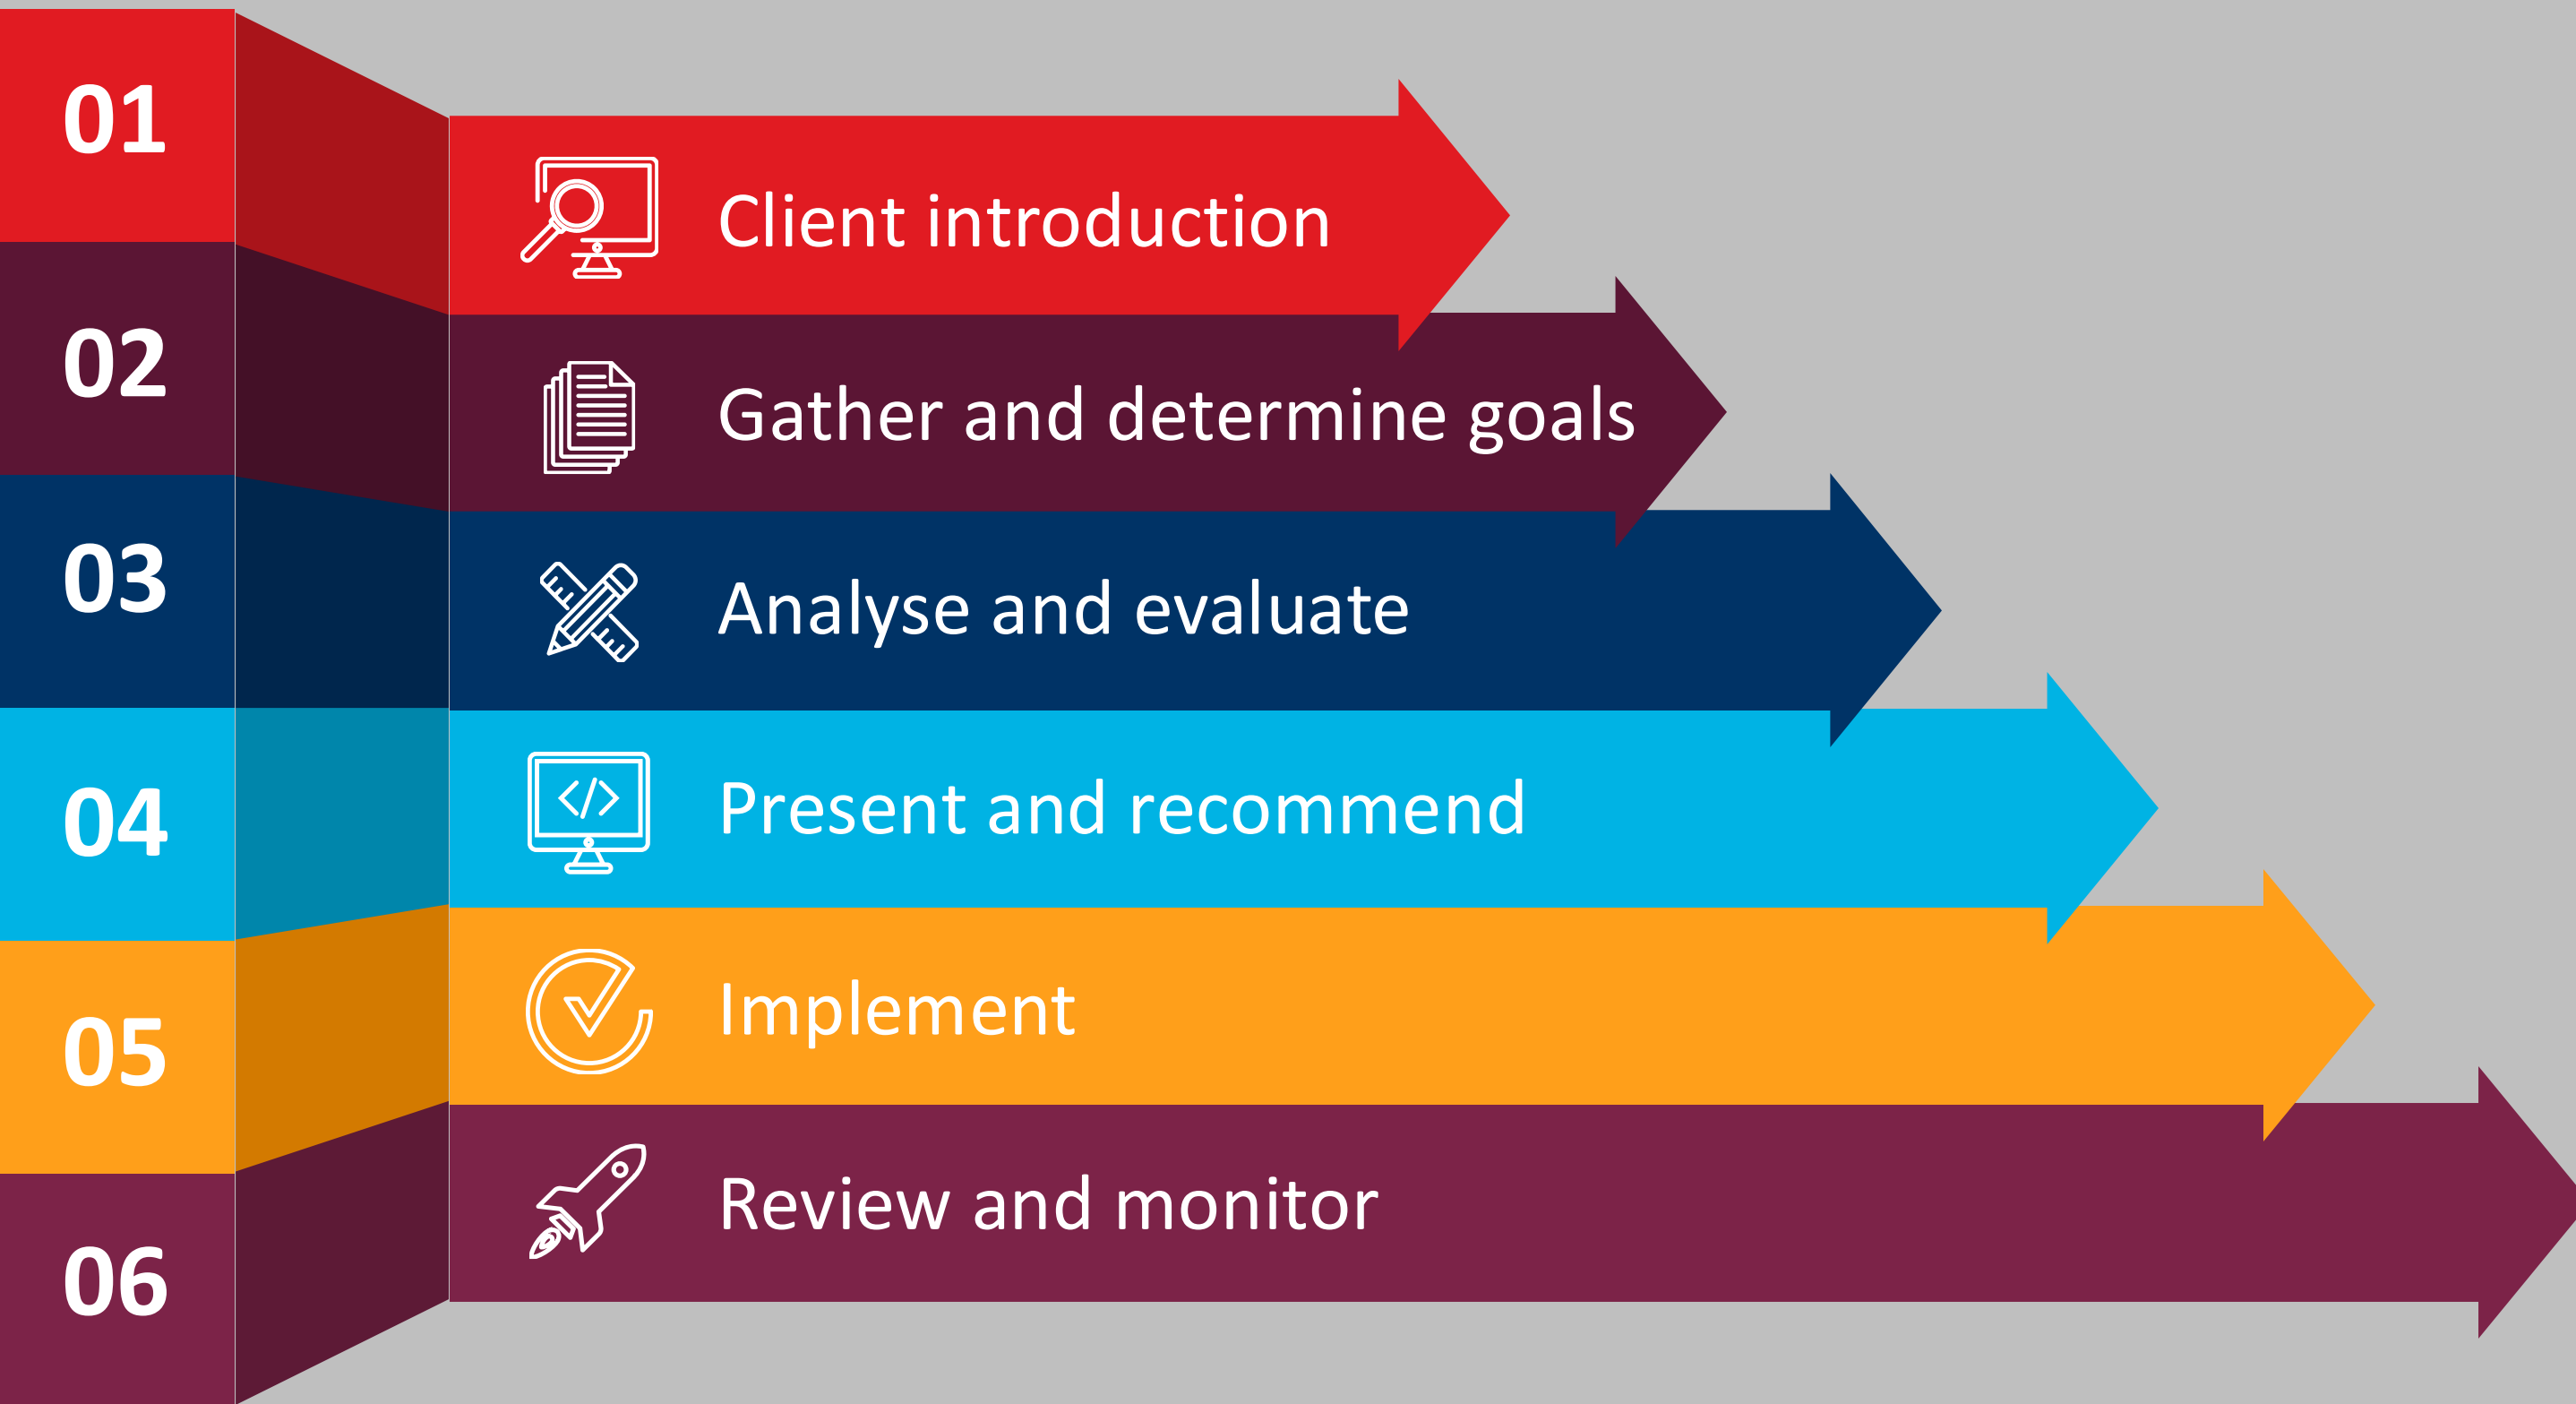 01
Client introduction
02
Gather and determine goals
03
Analyse and evaluate
04
</>
Present and recommend
05
Implement
06
Review and monitor